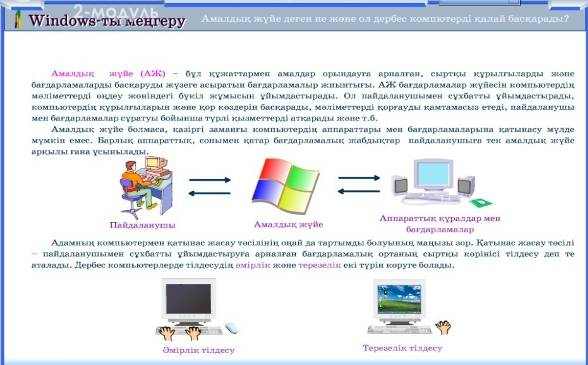 2-модуль
Windows-ты меңгеру
Амалдық жүйе деген не және ол дербес компютерді қалай басқарады?
Амалдық жүйе (АЖ) – бұл құжаттармен амалдар орындауға арналған, сыртқы құрылғыларды және
бағдарламаларды басқаруды жүзеге асыратын бағдарламалар жиынтығы. АЖ бағдарламалар жүйесін компьютердің
мәліметтерді өңдеу жөніндегі бүкіл жұмысын ұйымдастырады. Ол пайдаланушымен сұхбатты ұйымдастырады,
компьютердің құрылғыларын және қор көздерін басқарады, мәліметтерді қорғауды қамтамасыз етеді, пайдаланушы
мен бағдарламалар сұратуы бойынша түрлі қызметтерді атқарады және т.б.
Амалдық жүйе болмаса, қазіргі заманғы компьютердің аппараттары мен бағдарламаларына қатынасу мүлде
мүмкін емес. Барлық аппараттық, сонымен қатар бағдарламалық жабдықтар пайдаланушыға тек амалдық жүйе
арқылы ғана ұсынылады.
Пайдаланушы
Амалдық жүйе
Аппараттық құралдар мен
бағдарламалар
Адамның компьютермен қатынас жасау тәсілінің оңай да тартымды болуының маңызы зор. Қатынас жасау тәсілі
– пайдаланушымен сұхбатты ұйымдастыруға арналған бағдарламалық ортаның сыртқы көрінісі тілдесу деп те
аталады. Дербес компьютерлерде тілдесудің әмірлік және терезелік екі түрін көруге болады.
Әмірлік тілдесу
Терезелік тілдесу